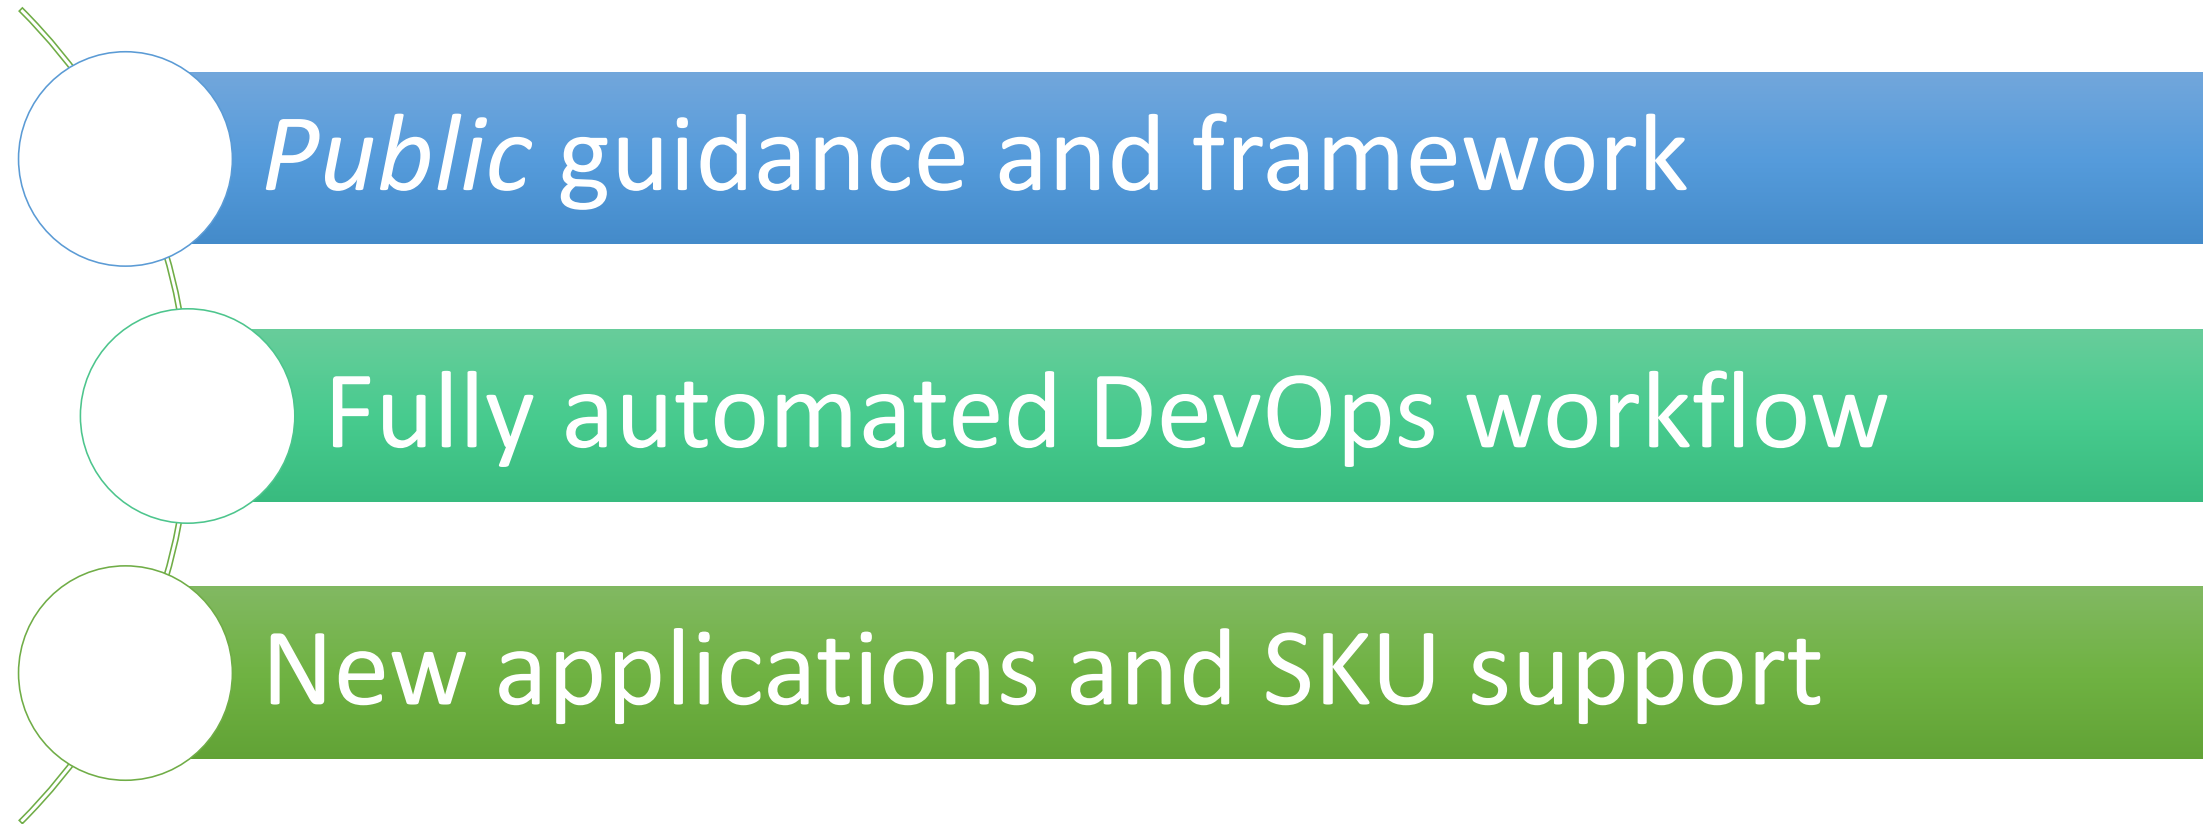 Public guidance and framework
Fully automated DevOps workflow
New applications and SKU support